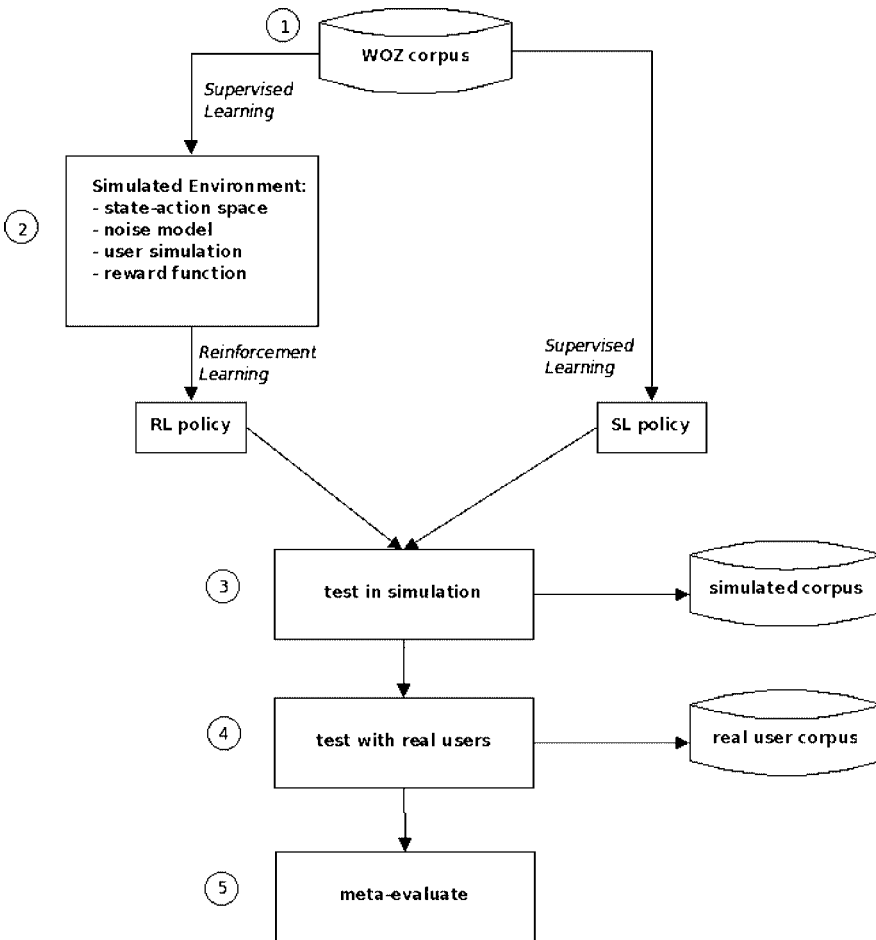 1
WOZ corpus
Supervised
Learning
2
Simulated Environment:
- state-action space
- noise model
- user simulation
- reward function
Reinforcement
Learning
Supervised
Learning
RL policy
SL policy
3
test in simulation
simulated corpus
4
test with real users
real user corpus
5
meta-evaluate